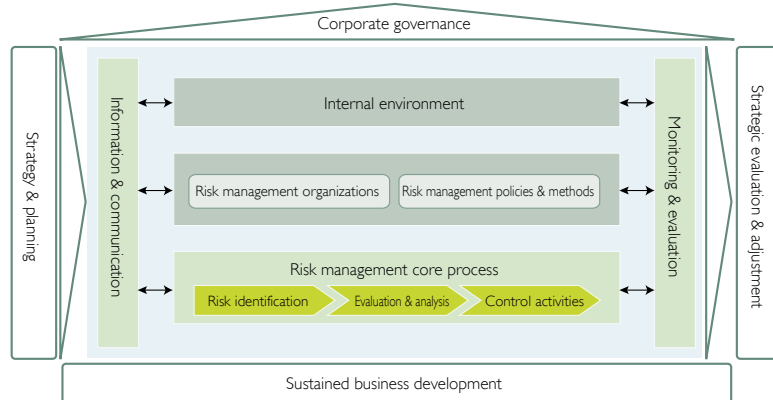 Corporate governance
Strategy & planning
Information & communication
Internal environment
Risk management organizations
Risk management policies & methods
Risk management core process
Risk identification
Evaluation & analysis
Control activities
Monitoring & evaluation
Strategic evaluation & adjustment
Sustained business development